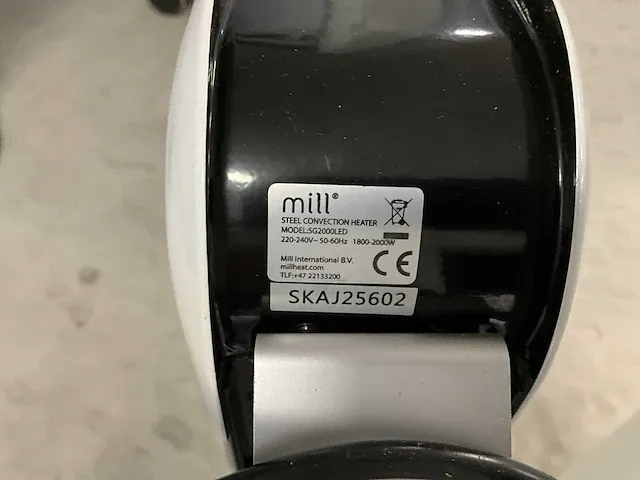 mill®
STEEL CONVECTION HEATER
MODEL:SG2000LED
220-240V~ 50-60Hz 1800-2000W
Mill International B.V.
millheat.com
TLF:+47 22133200
CE
SKAJ25602